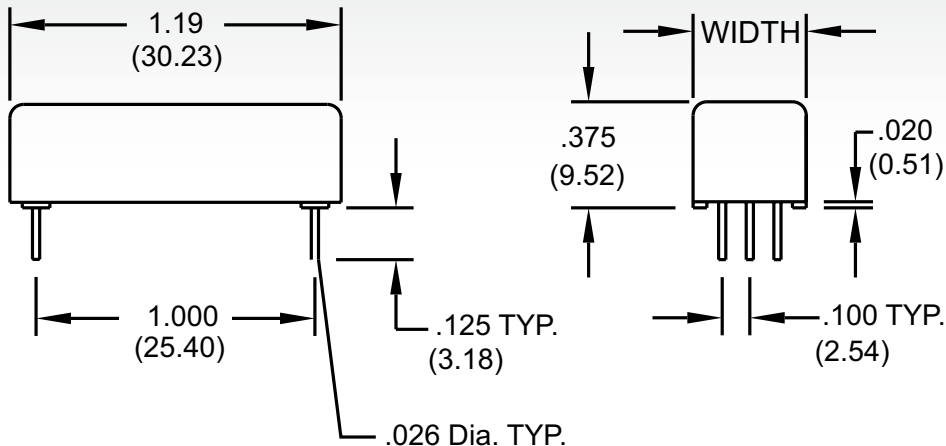 1.19
(30.23)
WIDTH
.375
(9.52)
.020
(0.51)
1.000
(25.40)
.125 TYP.
(3.18)
.100 TYP.
(2.54)
.026 Dia. TYP.